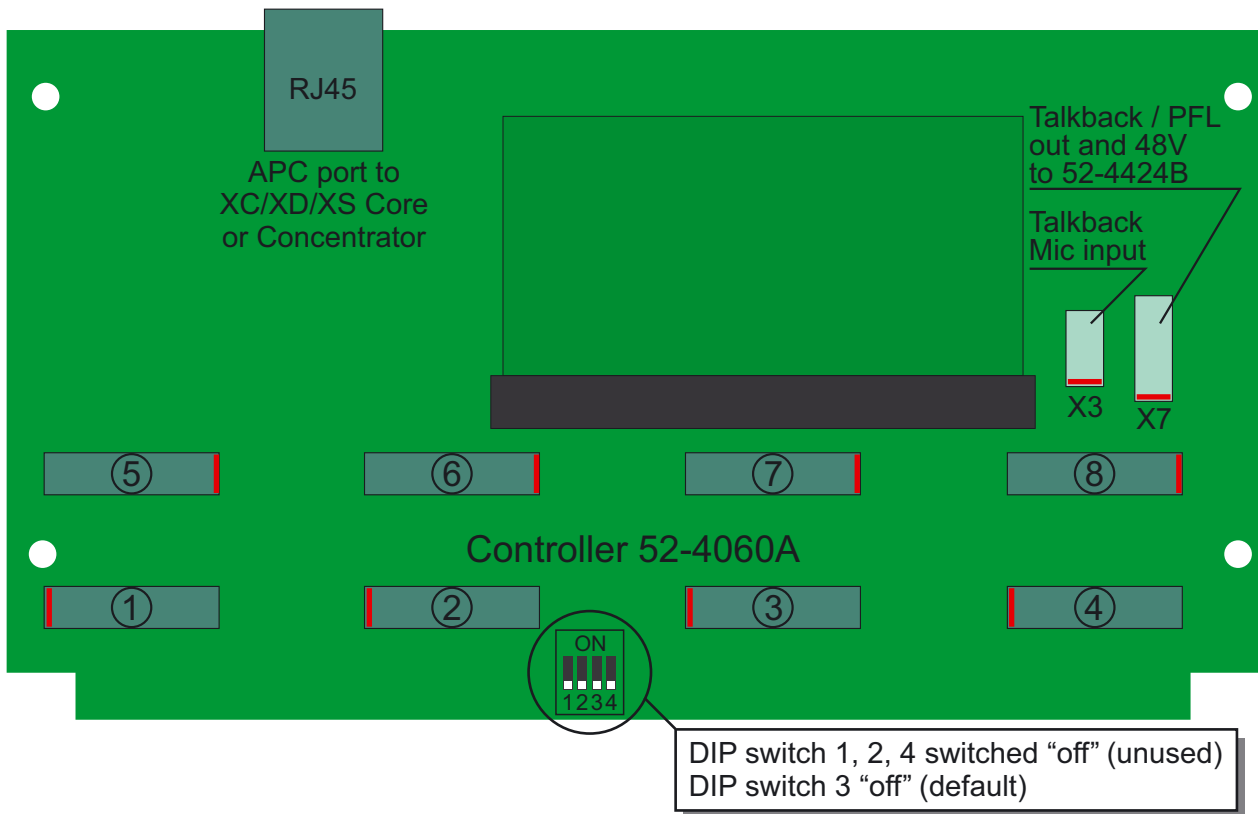 RJ45
APC port to
XC/XD/XS Core
or Concentrator
Talkback / PFL
out and 48V
to 52-4424B
Talkback
Mic input
X3
X7
5
6
7
8
Controller 52-4060A
1
2
3
4
ON
1234
DIP switch 1, 2, 4 switched “off” (unused)
DIP switch 3 “off” (default)